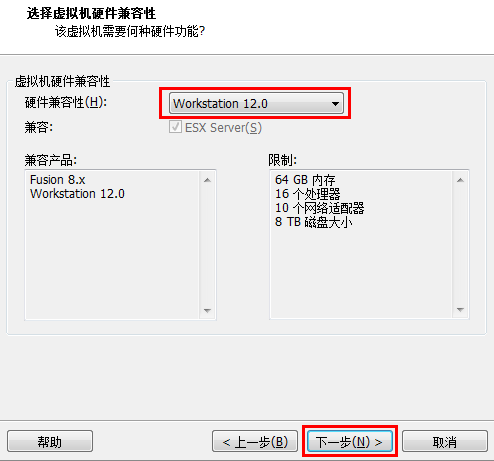 选择虚拟机硬件兼容性
该虚拟机需要何种硬件功能?
虚拟机硬件兼容性
硬件兼容性(H):
Workstation 12.0
兼容:
ESX Server(S)
兼容产品:
Fusion 8.x
Workstation 12.0
限制:
64 GB 内存
16 个处理器
10 个网络适配器
8 TB 磁盘大小
帮助
< 上一步(B)
下一步(N) >
取消